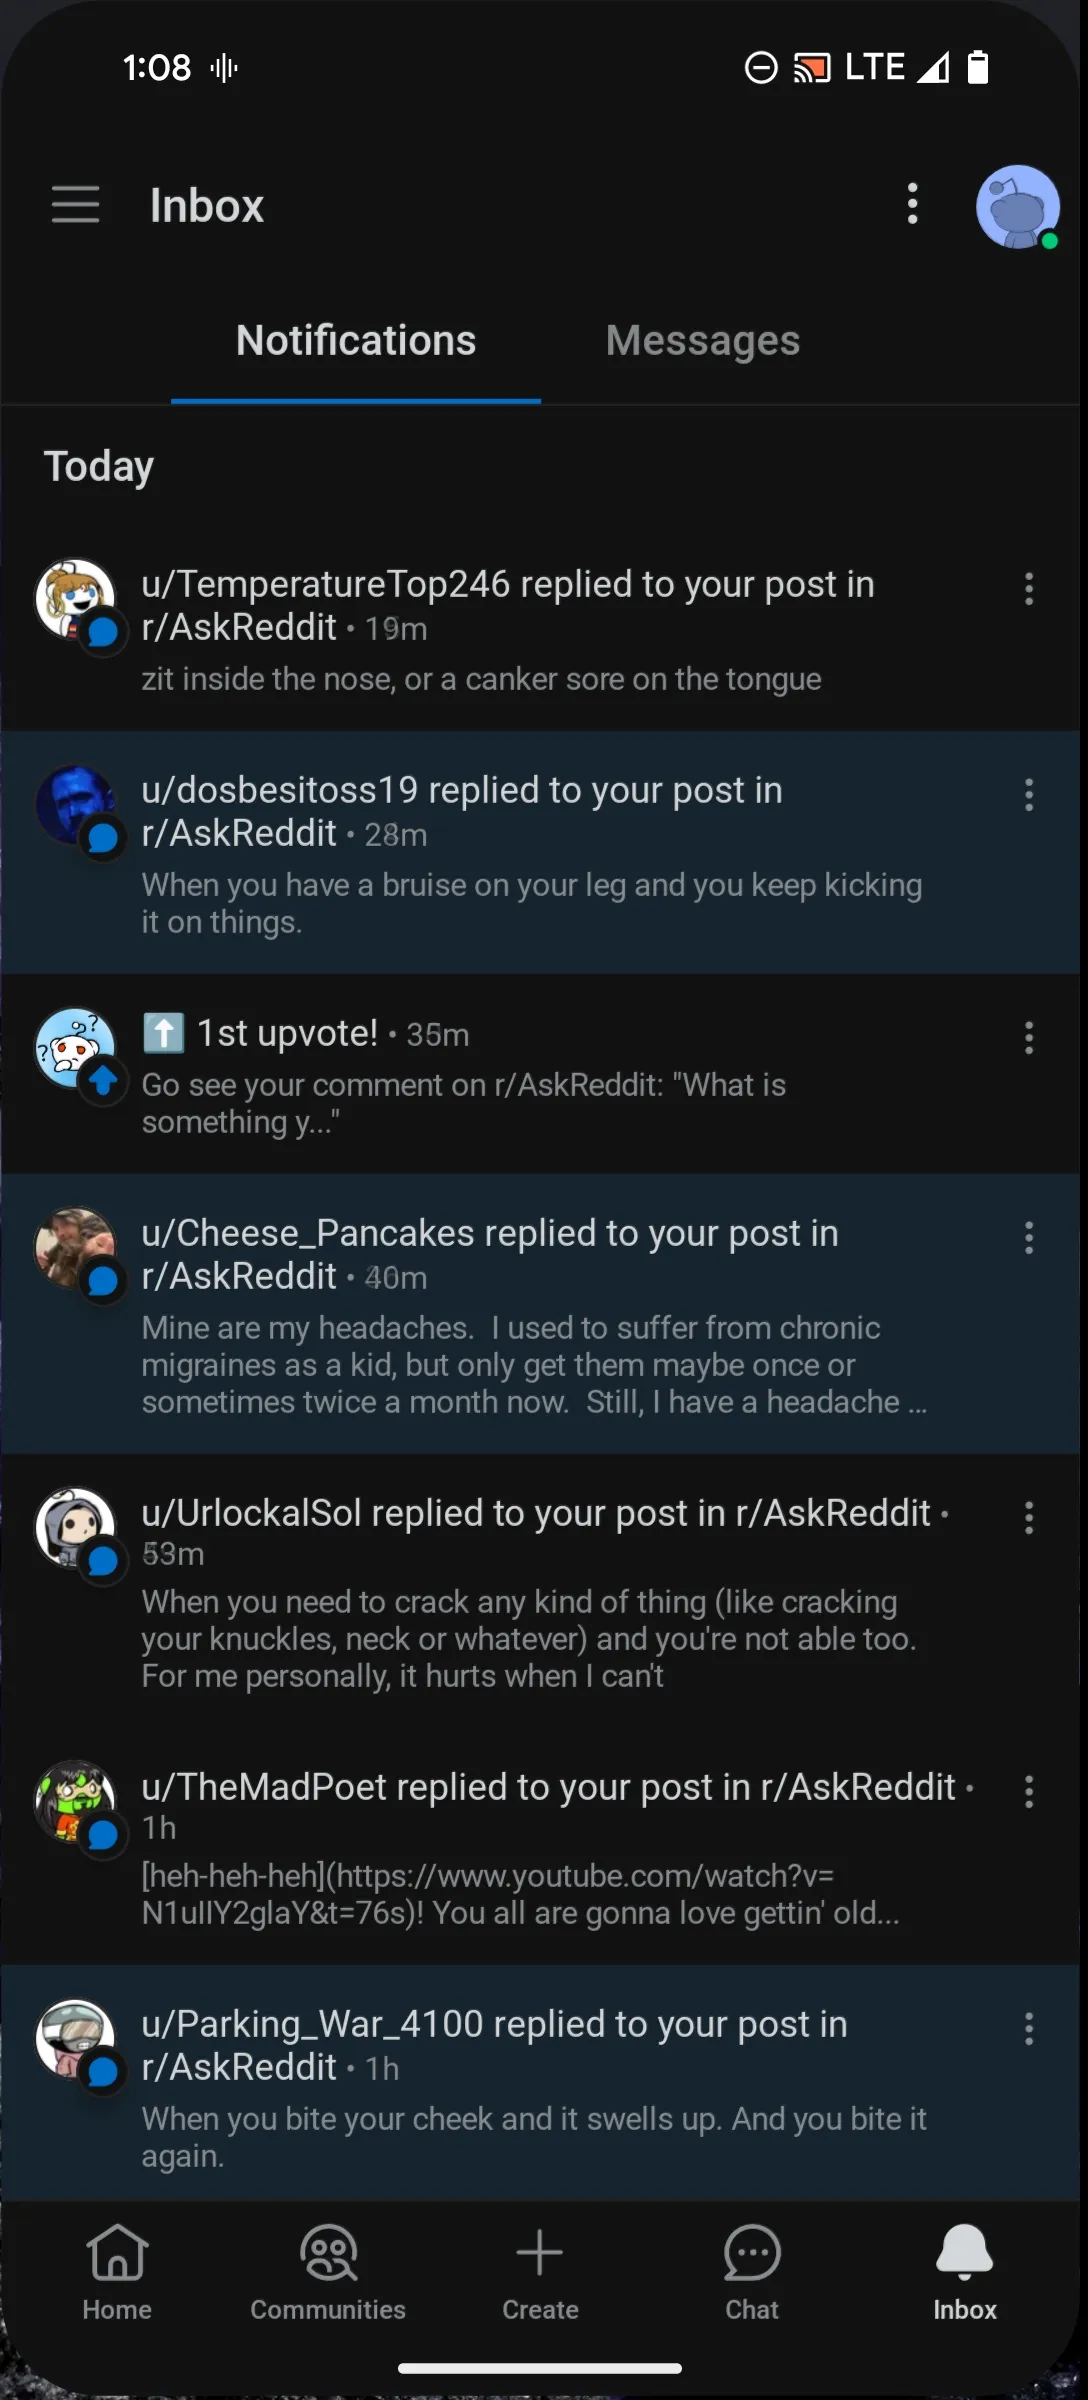 1:08 LTE
Inbox
Notifications Messages
Today
u/TemperatureTop246 replied to your post in
r/AskReddit • 19m
zit inside the nose, or a canker sore on the tongue
u/dosbesitoss19 replied to your post in
r/AskReddit • 28m
When you have a bruise on your leg and you keep kicking
it on things.
⬆️ 1st upvote! • 35m
Go see your comment on r/AskReddit: "What is
something y..."
u/Cheese_Pancakes replied to your post in
r/AskReddit •
Mine are my headaches.  I used to suffer from chronic
migraines as a kid, but only get them maybe once or
sometimes twice a month now.  Still, I have a headache ...
u/UrlockalSol replied to your post in r/AskReddit •
When you need to crack any kind of thing (like cracking
your knuckles, neck or whatever) and you're not able too.
For me personally, it hurts when I can't
u/TheMadPoet replied to your post in r/AskReddit •
1h
[heh-heh-heh](https://www.youtube.com/watch?v=
N1ulIY2glaY&t=76s)! You all are gonna love gettin' old...
u/Parking_War_4100 replied to your post in
r/AskReddit • 1h
When you bite your cheek and it swells up. And you bite it
again.
Home Communities Create Chat Inbox